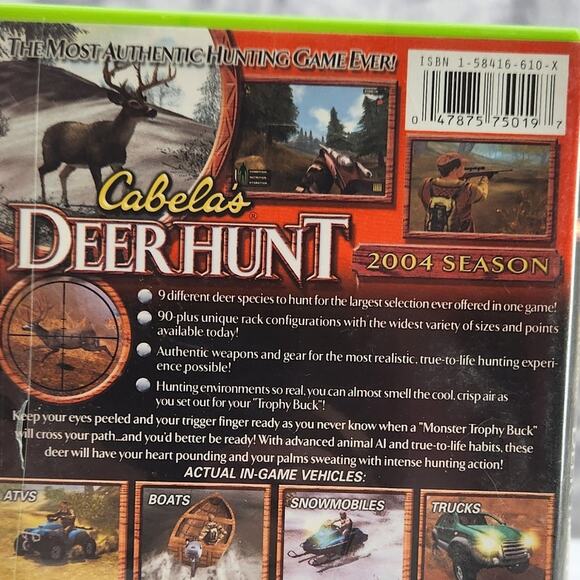 THE MOST AUTHENTIC HUNTING GAME EVER!
ISBN 1-58416-610-X
0 47875 75019 7
Cabela's®
DEER HUNT
2004 SEASON
9 different deer species to hunt for the largest selection ever offered in one game!
90-plus unique rack configurations with the widest variety of sizes and points
available today!
Authentic weapons and gear for the most realistic, true-to-life hunting experi-
ence possible!
Hunting environments so real, you can almost smell the cool, crisp air as
you set out for your "Trophy Buck"!
Keep your eyes peeled and your trigger finger ready as you never know when a "Monster Trophy Buck"
will cross your path...and you'd better be ready! With advanced animal AI and true-to-life habits, these
deer will have your heart pounding and your palms sweating with intense hunting action!
ACTUAL IN-GAME VEHICLES:
ATVS
BOATS
SNOWMOBILES
TRUCKS